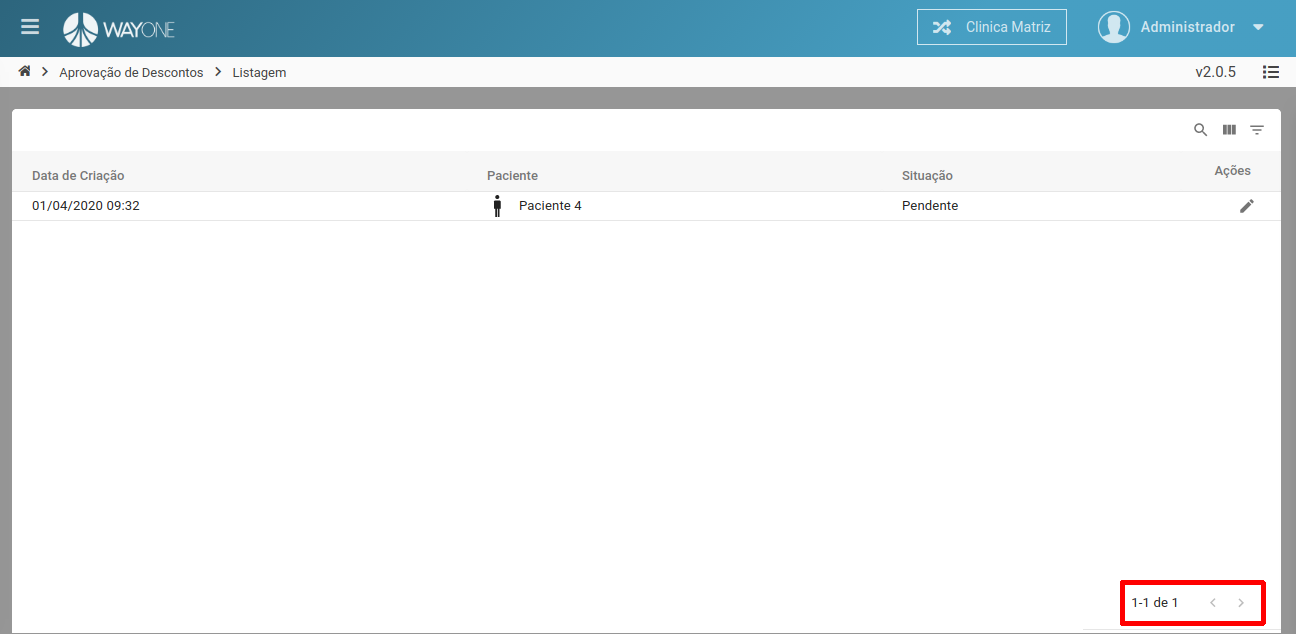 WAYONE
Clinica Matriz
Administrador
Aprovação de Descontos
Listagem
v2.0.5
Data de Criação
Paciente
Situação
Ações
01/04/2020 09:32
Paciente 4
Pendente
1-1 de 1